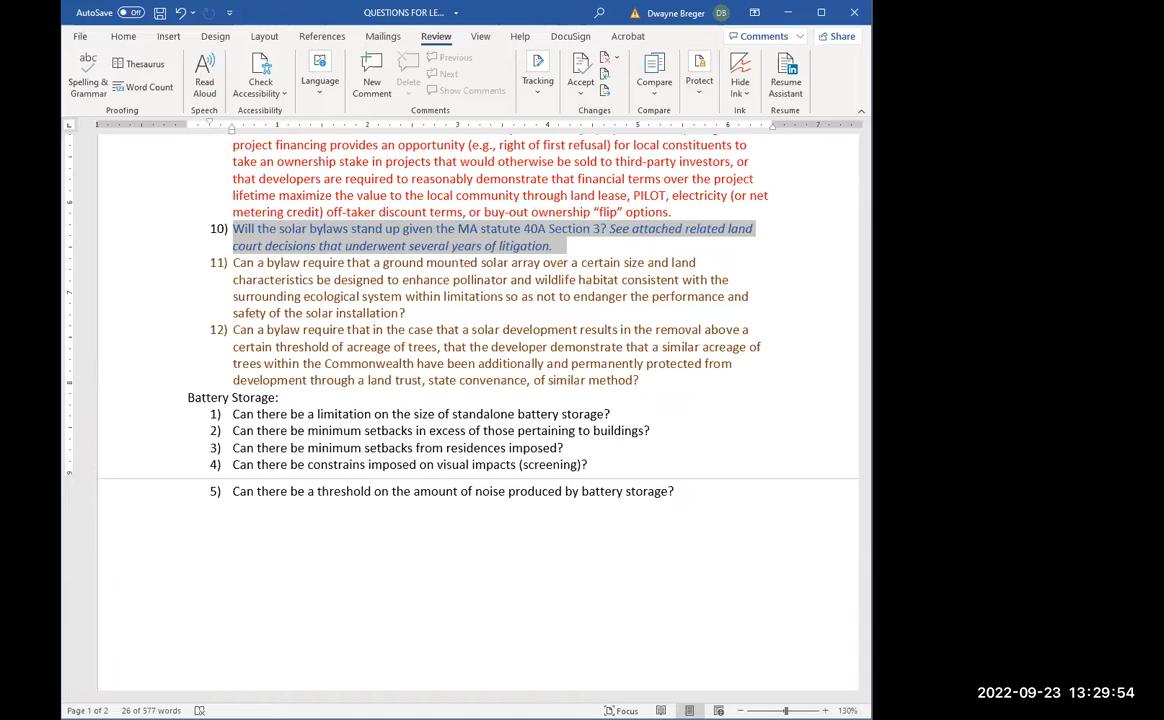 AutoSave Off QUESTIONS FOR LE... Dwayne Breger DB
File Home Insert Design Layout References Mailings Review View Help DocuSign Acrobat Comments Share
abc Spelling & Grammar Thesaurus Word Count Read Aloud Check Accessibility Language New Comment Delete Previous Next Show Comments Tracking Accept Compare Protect Hide Ink Resume Assistant
Proofing Speech Accessibility Comments Changes Compare Ink Resume
1 1 2 3 4 5 6 7
project financing provides an opportunity (e.g., right of first refusal) for local constituents to
take an ownership stake in projects that would otherwise be sold to third-party investors, or
that developers are required to reasonably demonstrate that financial terms over the project
lifetime maximize the value to the local community through land lease, PILOT, electricity (or net
metering credit) off-taker discount terms, or buy-out ownership “flip” options.
10) Will the solar bylaws stand up given the MA statute 40A Section 3? See attached related land
court decisions that underwent several years of litigation.
11) Can a bylaw require that a ground mounted solar array over a certain size and land
characteristics be designed to enhance pollinator and wildlife habitat consistent with the
surrounding ecological system within limitations so as not to endanger the performance and
safety of the solar installation?
12) Can a bylaw require that in the case that a solar development results in the removal above a
certain threshold of acreage of trees, that the developer demonstrate that a similar acreage of
trees within the Commonwealth have been additionally and permanently protected from
development through a land trust, state convenance, of similar method?
Battery Storage:
1) Can there be a limitation on the size of standalone battery storage?
2) Can there be minimum setbacks in excess of those pertaining to buildings?
3) Can there be minimum setbacks from residences imposed?
4) Can there be constrains imposed on visual impacts (screening)?
5) Can there be a threshold on the amount of noise produced by battery storage?
2022-09-23 13:29:54
Page 1 of 2 26 of 577 words Focus 130%